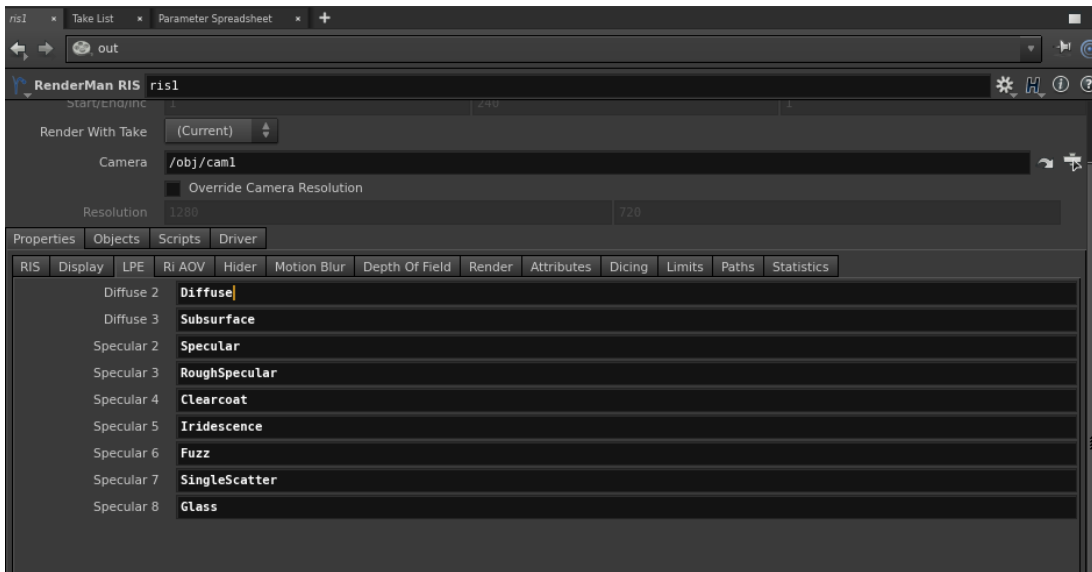 ris1 × Take List × Parameter Spreadsheet × +
out
RenderMan RIS ris1
Start/End/Inc 1 240 1
Render With Take (Current)
Camera /obj/cam1
Override Camera Resolution
Resolution 1280 720
Properties Objects Scripts Driver
RIS Display LPE Ri AOV Hider Motion Blur Depth Of Field Render Attributes Dicing Limits Paths Statistics
Diffuse 2 Diffuse
Diffuse 3 Subsurface
Specular 2 Specular
Specular 3 RoughSpecular
Specular 4 Clearcoat
Specular 5 Iridescence
Specular 6 Fuzz
Specular 7 SingleScatter
Specular 8 Glass